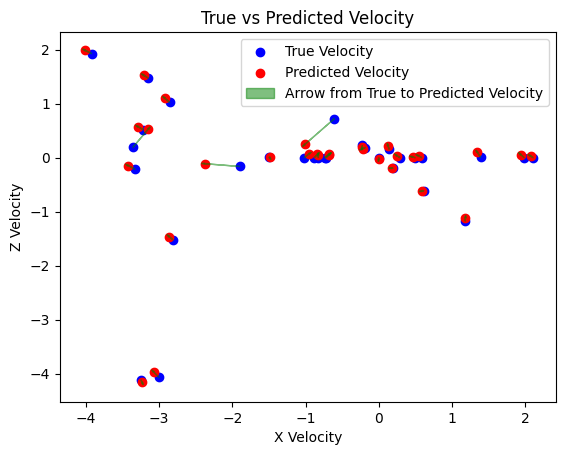 True vs Predicted Velocity
True Velocity
Predicted Velocity
Arrow from True to Predicted Velocity
Z Velocity
2
1
0
−1
−2
−3
−4
−4
−3
−2
−1
0
1
2
X Velocity